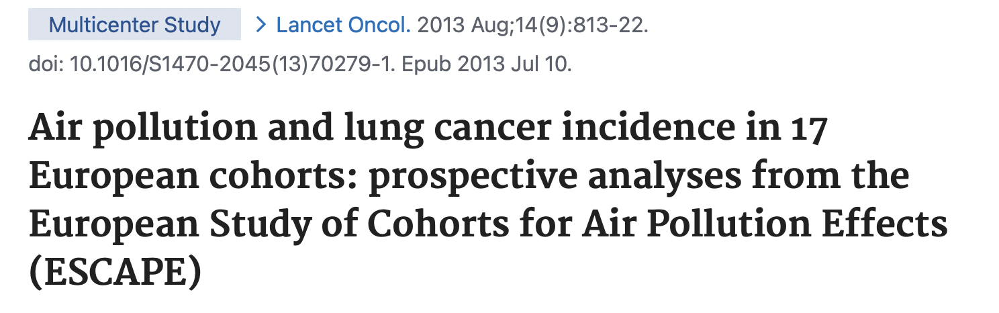 Multicenter Study > Lancet Oncol. 2013 Aug;14(9):813-22.
doi: 10.1016/S1470-2045(13)70279-1. Epub 2013 Jul 10.
Air pollution and lung cancer incidence in 17
European cohorts: prospective analyses from the
European Study of Cohorts for Air Pollution Effects
(ESCAPE)